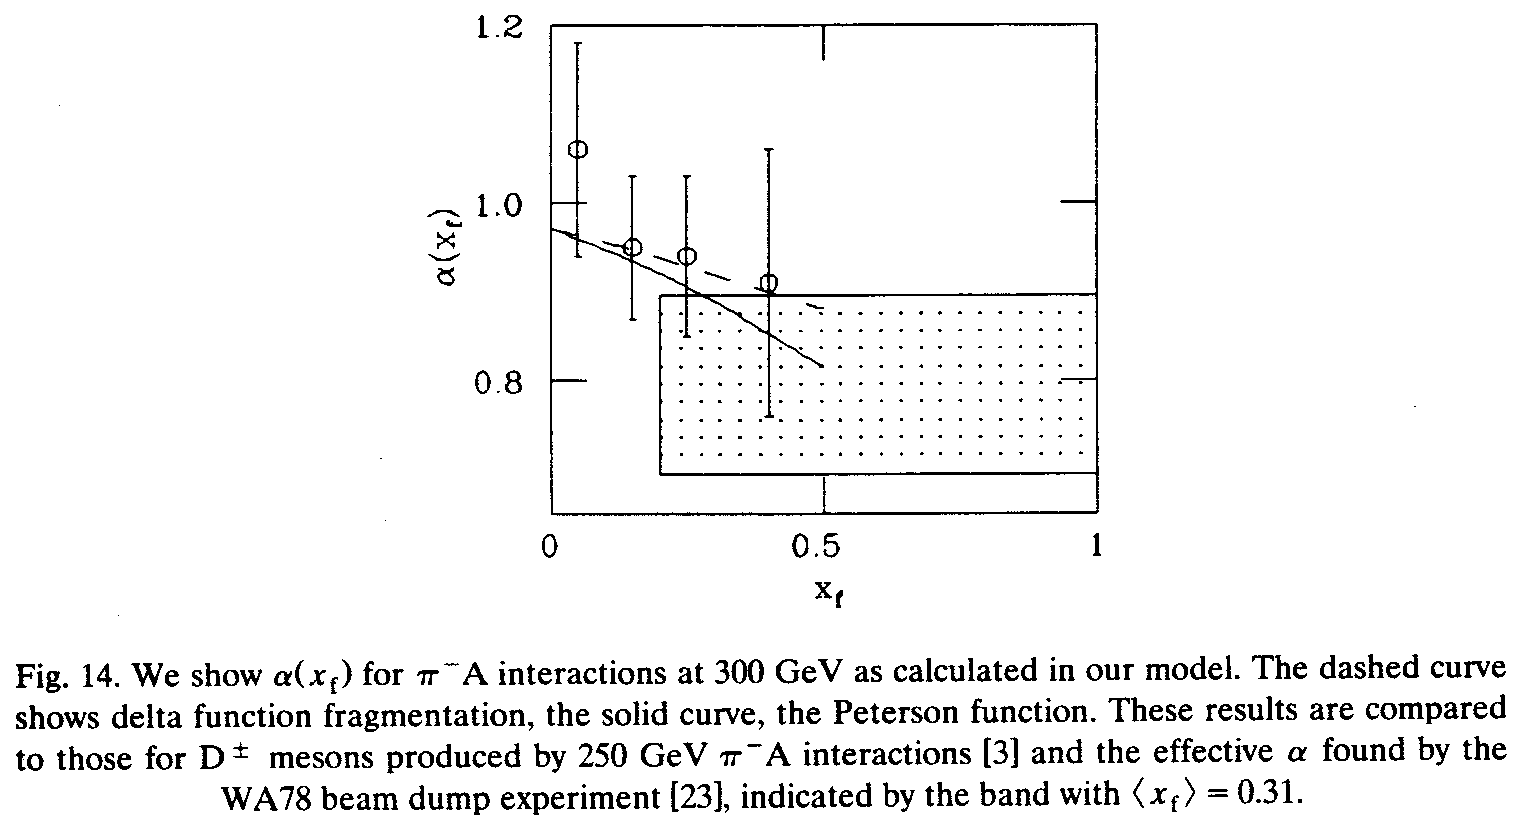 1.2
1.0
0.8
α(x_f)
0 0.5 1
x_f
Fig. 14. We show α(x_f) for π⁻A interactions at 300 GeV as calculated in our model. The dashed curve
shows delta function fragmentation, the solid curve, the Peterson function. These results are compared
to those for D± mesons produced by 250 GeV π⁻A interactions [3] and the effective α found by the
WA78 beam dump experiment [23], indicated by the band with ⟨x_f⟩ = 0.31.